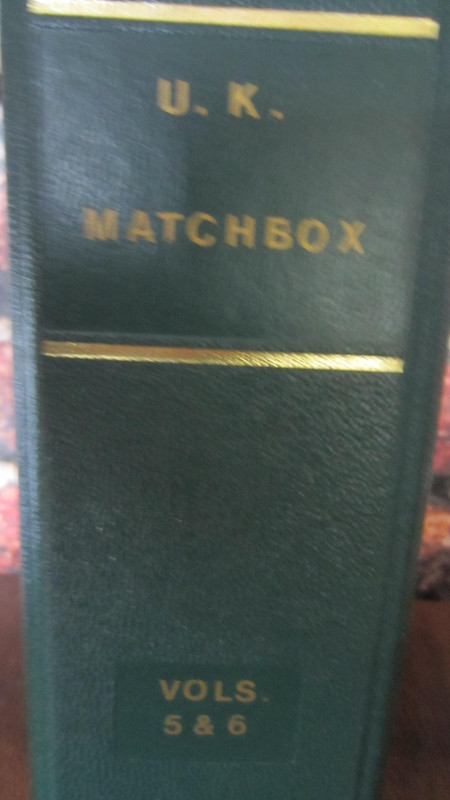 U. K.
MATCHBOX
VOLS.
5 & 6